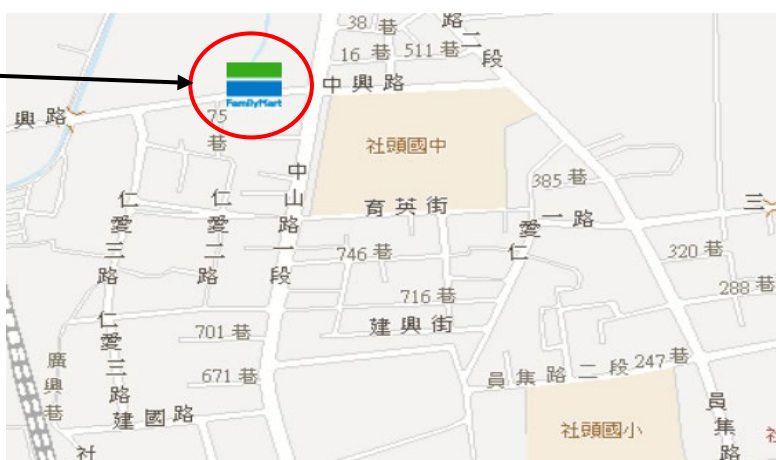 38 巷
路二段
16 巷
511 巷
FamilyMart
中興路
興路
75巷
社頭國中
385 巷
中山路一段
仁愛三路
仁愛二路
育英街
仁愛一路
三
746 巷
320 巷
288 巷
716 巷
仁愛三路
701 巷
建興街
廣興巷
671 巷
員集路二段
247 巷
建國路
社頭國小
員集路
社